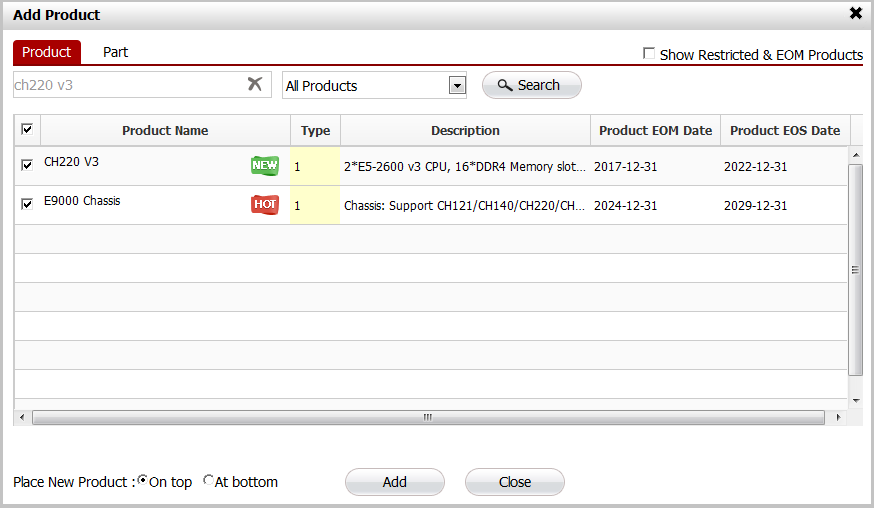 Add Product
Product Part
Show Restricted & EOM Products
ch220 v3 All Products Search
Product Name Type Description Product EOM Date Product EOS Date
CH220 V3 NEW 1 2*E5-2600 v3 CPU, 16*DDR4 Memory slot... 2017-12-31 2022-12-31
E9000 Chassis HOT 1 Chassis: Support CH121/CH140/CH220/CH... 2024-12-31 2029-12-31
Place New Product : On top At bottom Add Close